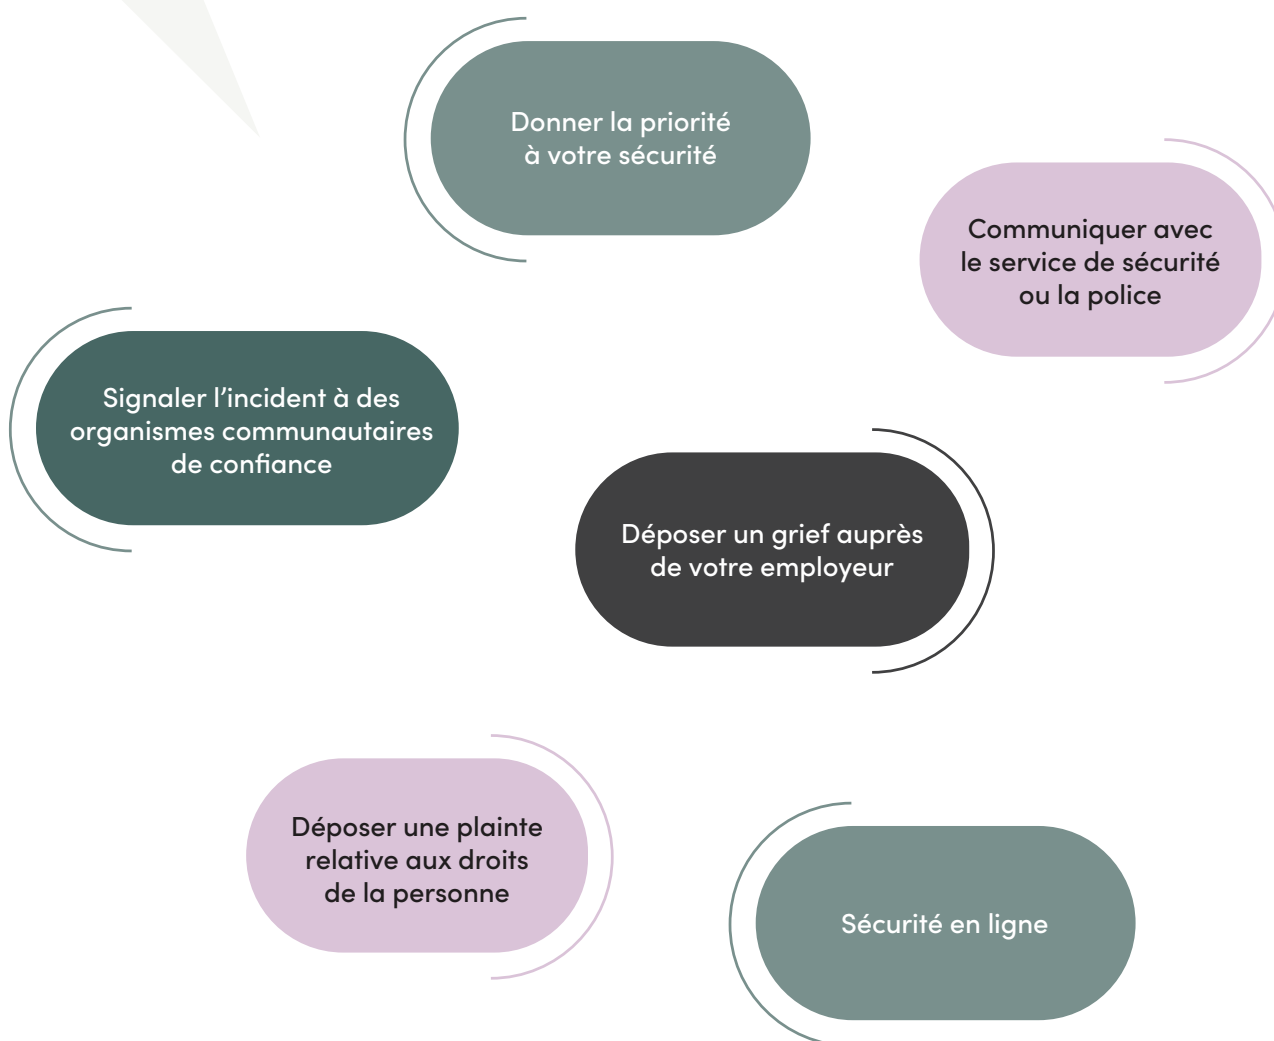 Donner la priorité
à votre sécurité
Communiquer avec
le service de sécurité
ou la police
Signaler l’incident à des
organismes communautaires
de confiance
Déposer un grief auprès
de votre employeur
Déposer une plainte
relative aux droits
de la personne
Sécurité en ligne